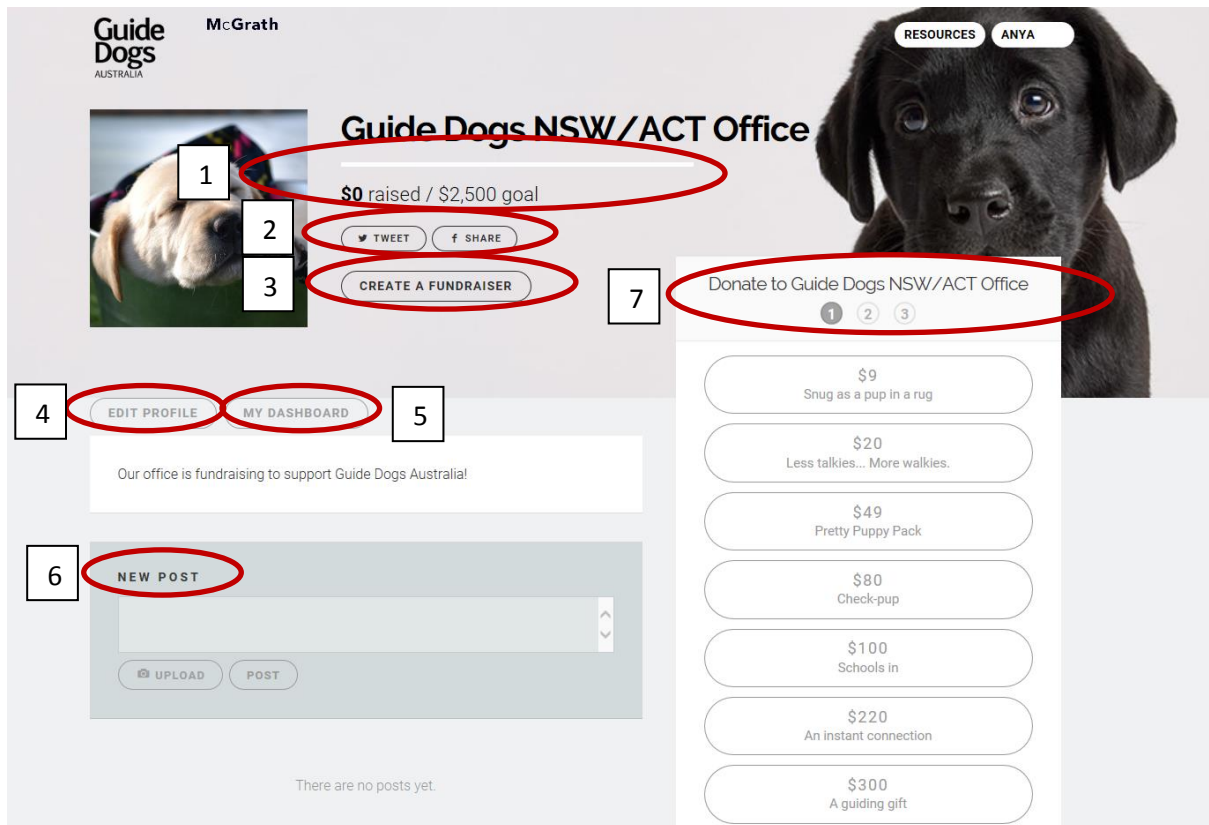 Guide
Dogs
AUSTRALIA
McGrath
RESOURCES
ANYA
Guide Dogs NSW/ACT Office
1
$0 raised / $2,500 goal
2
TWEET
SHARE
3
CREATE A FUNDRAISER
7
Donate to Guide Dogs NSW/ACT Office
1 2 3
4
EDIT PROFILE
MY DASHBOARD
5
Our office is fundraising to support Guide Dogs Australia!
6
NEW POST
UPLOAD
POST
There are no posts yet.
$9
Snug as a pup in a rug
$20
Less talkies... More walkies.
$49
Pretty Puppy Pack
$80
Check-pup
$100
Schools in
$220
An instant connection
$300
A guiding gift